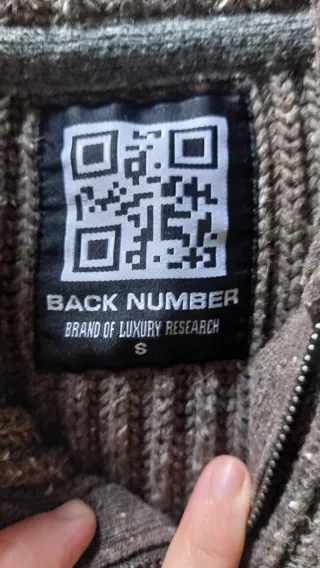 BACK NUMBER
BRAND OF LUXURY RESEARCH
S